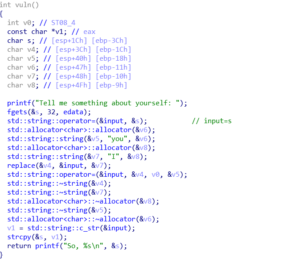 int vuln()
{
int v0; // ST08_4
const char *v1; // eax
char s; // [esp+1Ch] [ebp-3Ch]
char v4; // [esp+3Ch] [ebp-1Ch]
char v5; // [esp+40h] [ebp-18h]
char v6; // [esp+47h] [ebp-11h]
char v7; // [esp+48h] [ebp-10h]
char v8; // [esp+4Fh] [ebp-9h]
printf("Tell me something about yourself: ");
fgets(&s, 32, edata);
std::string::operator=(&input, &s); // input=s
std::allocator<char>::allocator(&v6);
std::string::string(&v5, "you", &v6);
std::allocator<char>::allocator(&v8);
std::string::string(&v7, "I", &v8);
replace(&v4, &input, &v7);
std::string::operator=(&input, &v4, v0, &v5);
std::string::~string(&v4);
std::string::~string(&v7);
std::allocator<char>::~allocator(&v8);
std::string::~string(&v5);
std::allocator<char>::~allocator(&v6);
v1 = std::string::c_str(&input);
strcpy(&s, v1);
return printf("So, %s\n", &s);
}